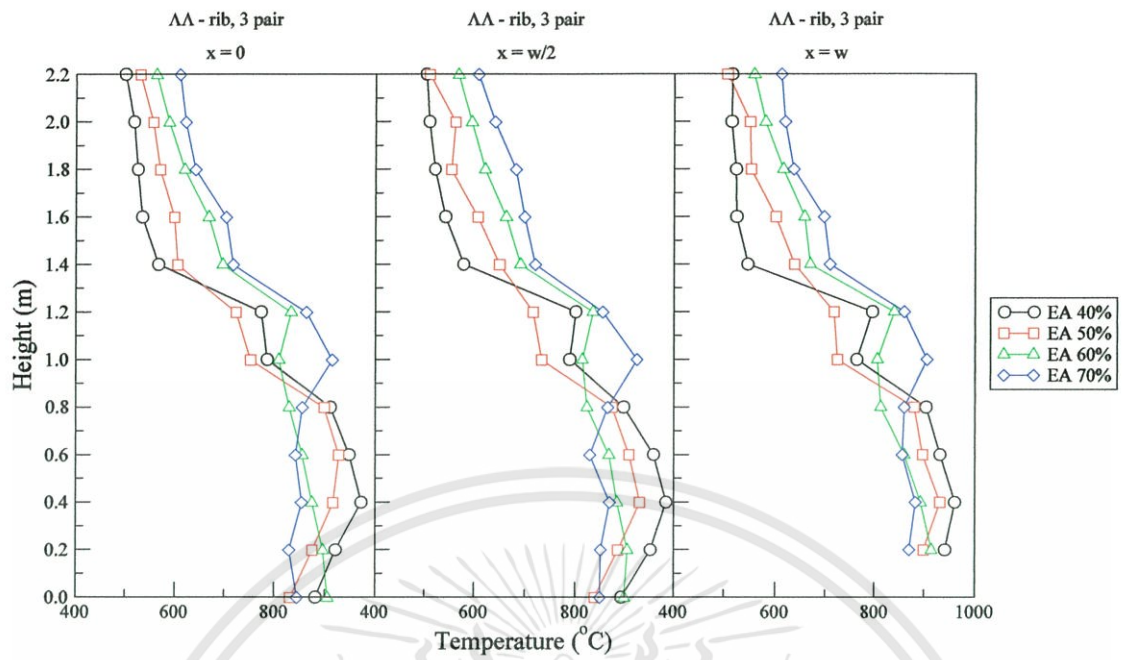 ΛΛ - rib, 3 pair
x = 0
ΛΛ - rib, 3 pair
x = w/2
ΛΛ - rib, 3 pair
x = w
Height (m)
2.2
2.0
1.8
1.6
1.4
1.2
1.0
0.8
0.6
0.4
0.2
0.0
400 600 800 400 600 800 400 600 800 1000
Temperature (°C)
EA 40%
EA 50%
EA 60%
EA 70%